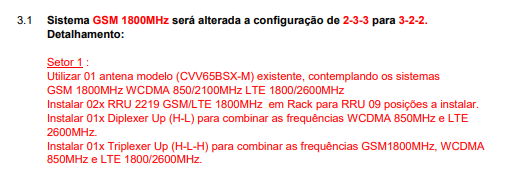 3.1 Sistema GSM 1800MHz será alterada a configuração de 2-3-3 para 3-2-2.
Detalhamento:
Setor 1 :
Utilizar 01 antena modelo (CVV65BSX-M) existente, contemplando os sistemas
GSM 1800MHz WCDMA 850/2100MHz LTE 1800/2600MHz
Instalar 02x RRU 2219 GSM/LTE 1800MHz em Rack para RRU 09 posições a instalar.
Instalar 01x Diplexer Up (H-L) para combinar as frequências WCDMA 850MHz e LTE
2600MHz.
Instalar 01x Triplexer Up (H-L-H) para combinar as frequências GSM1800MHz, WCDMA
850MHz e LTE 1800/2600MHz.